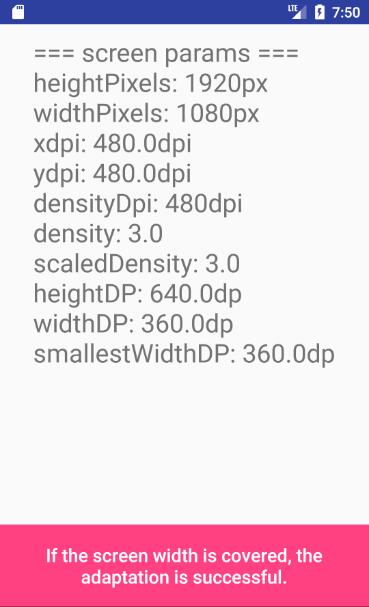 LTE 7:50
=== screen params ===
heightPixels: 1920px
widthPixels: 1080px
xdpi: 480.0dpi
ydpi: 480.0dpi
densityDpi: 480dpi
density: 3.0
scaledDensity: 3.0
heightDP: 640.0dp
widthDP: 360.0dp
smallestWidthDP: 360.0dp
If the screen width is covered, the
adaptation is successful.